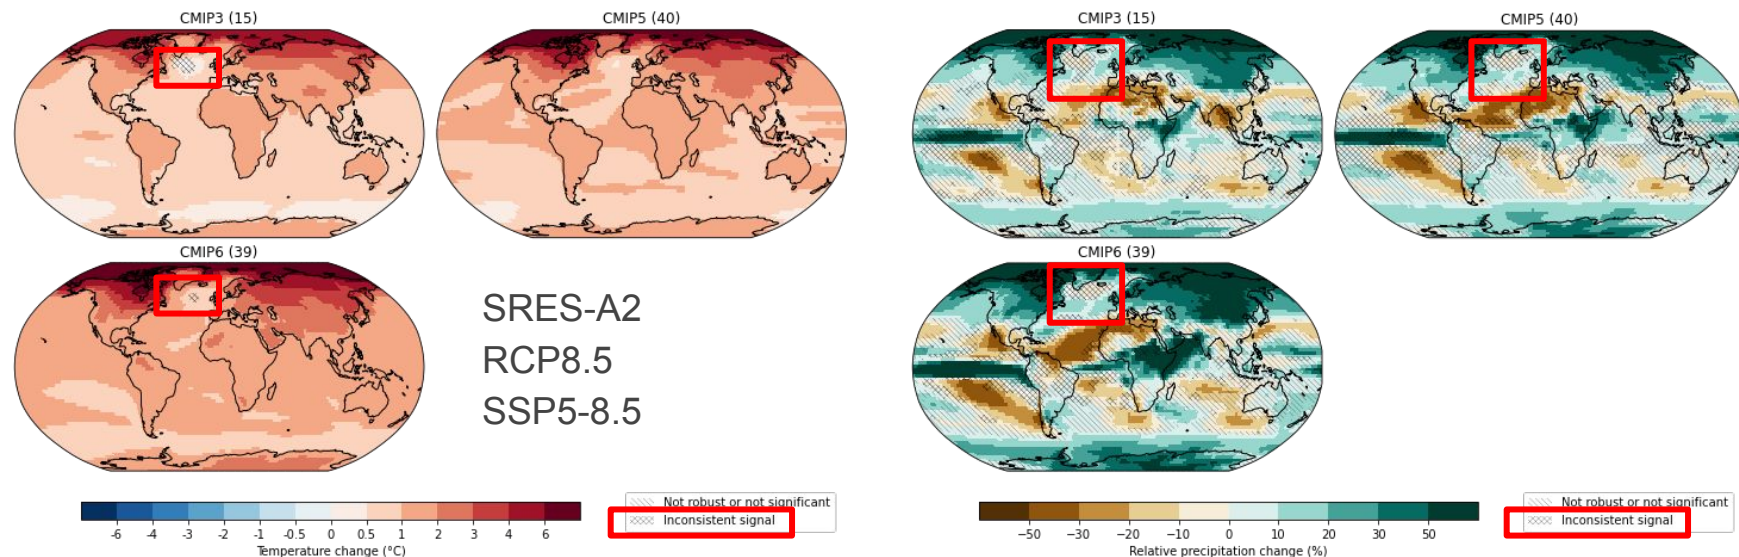 CMIP3 (15)
CMIP5 (40)
CMIP6 (39)
SRES-A2
RCP8.5
SSP5-8.5
-6 -4 -3 -2 -1 -0.5 0 0.5 1 2 3 4 6
Temperature change (°C)
Not robust or not significant
Inconsistent signal
CMIP3 (15)
CMIP5 (40)
CMIP6 (39)
−50 −30 −20 −10 0 10 20 30 50
Relative precipitation change (%)
Not robust or not significant
Inconsistent signal